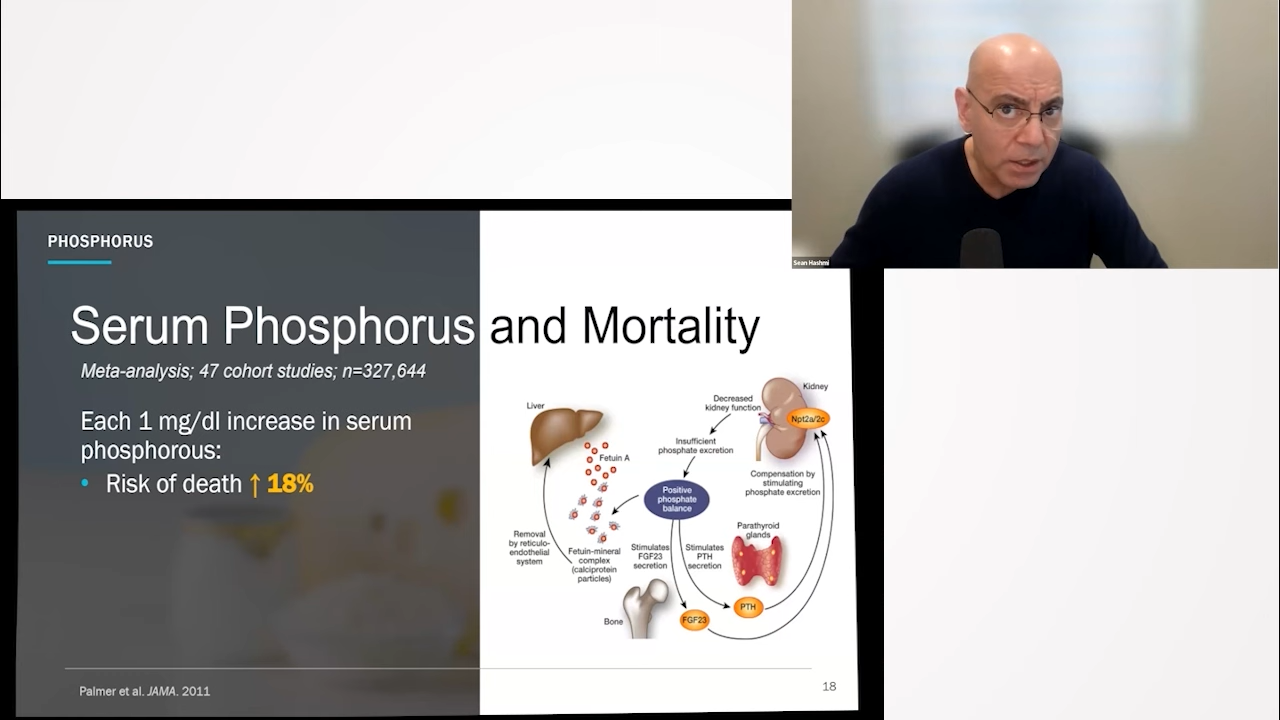 Sean Hashmi
PHOSPHORUS
Serum Phosphorus and Mortality
Meta-analysis; 47 cohort studies; n=327,644
Each 1 mg/dl increase in serum
phosphorous:
• Risk of death ↑ 18%
Liver
Fetuin A
Removal
by reticulo-
endothelial
system
Fetuin-mineral
complex
(calciprotein
particles)
Decreased
kidney function
Kidney
Npt2a/2c
Insufficient
phosphate excretion
Compensation by
stimulating
phosphate excretion
Positive
phosphate
balance
Stimulates
FGF23
secretion
Stimulates
PTH
secretion
Parathyroid
glands
Bone
FGF23
PTH
Palmer et al. JAMA. 2011
18